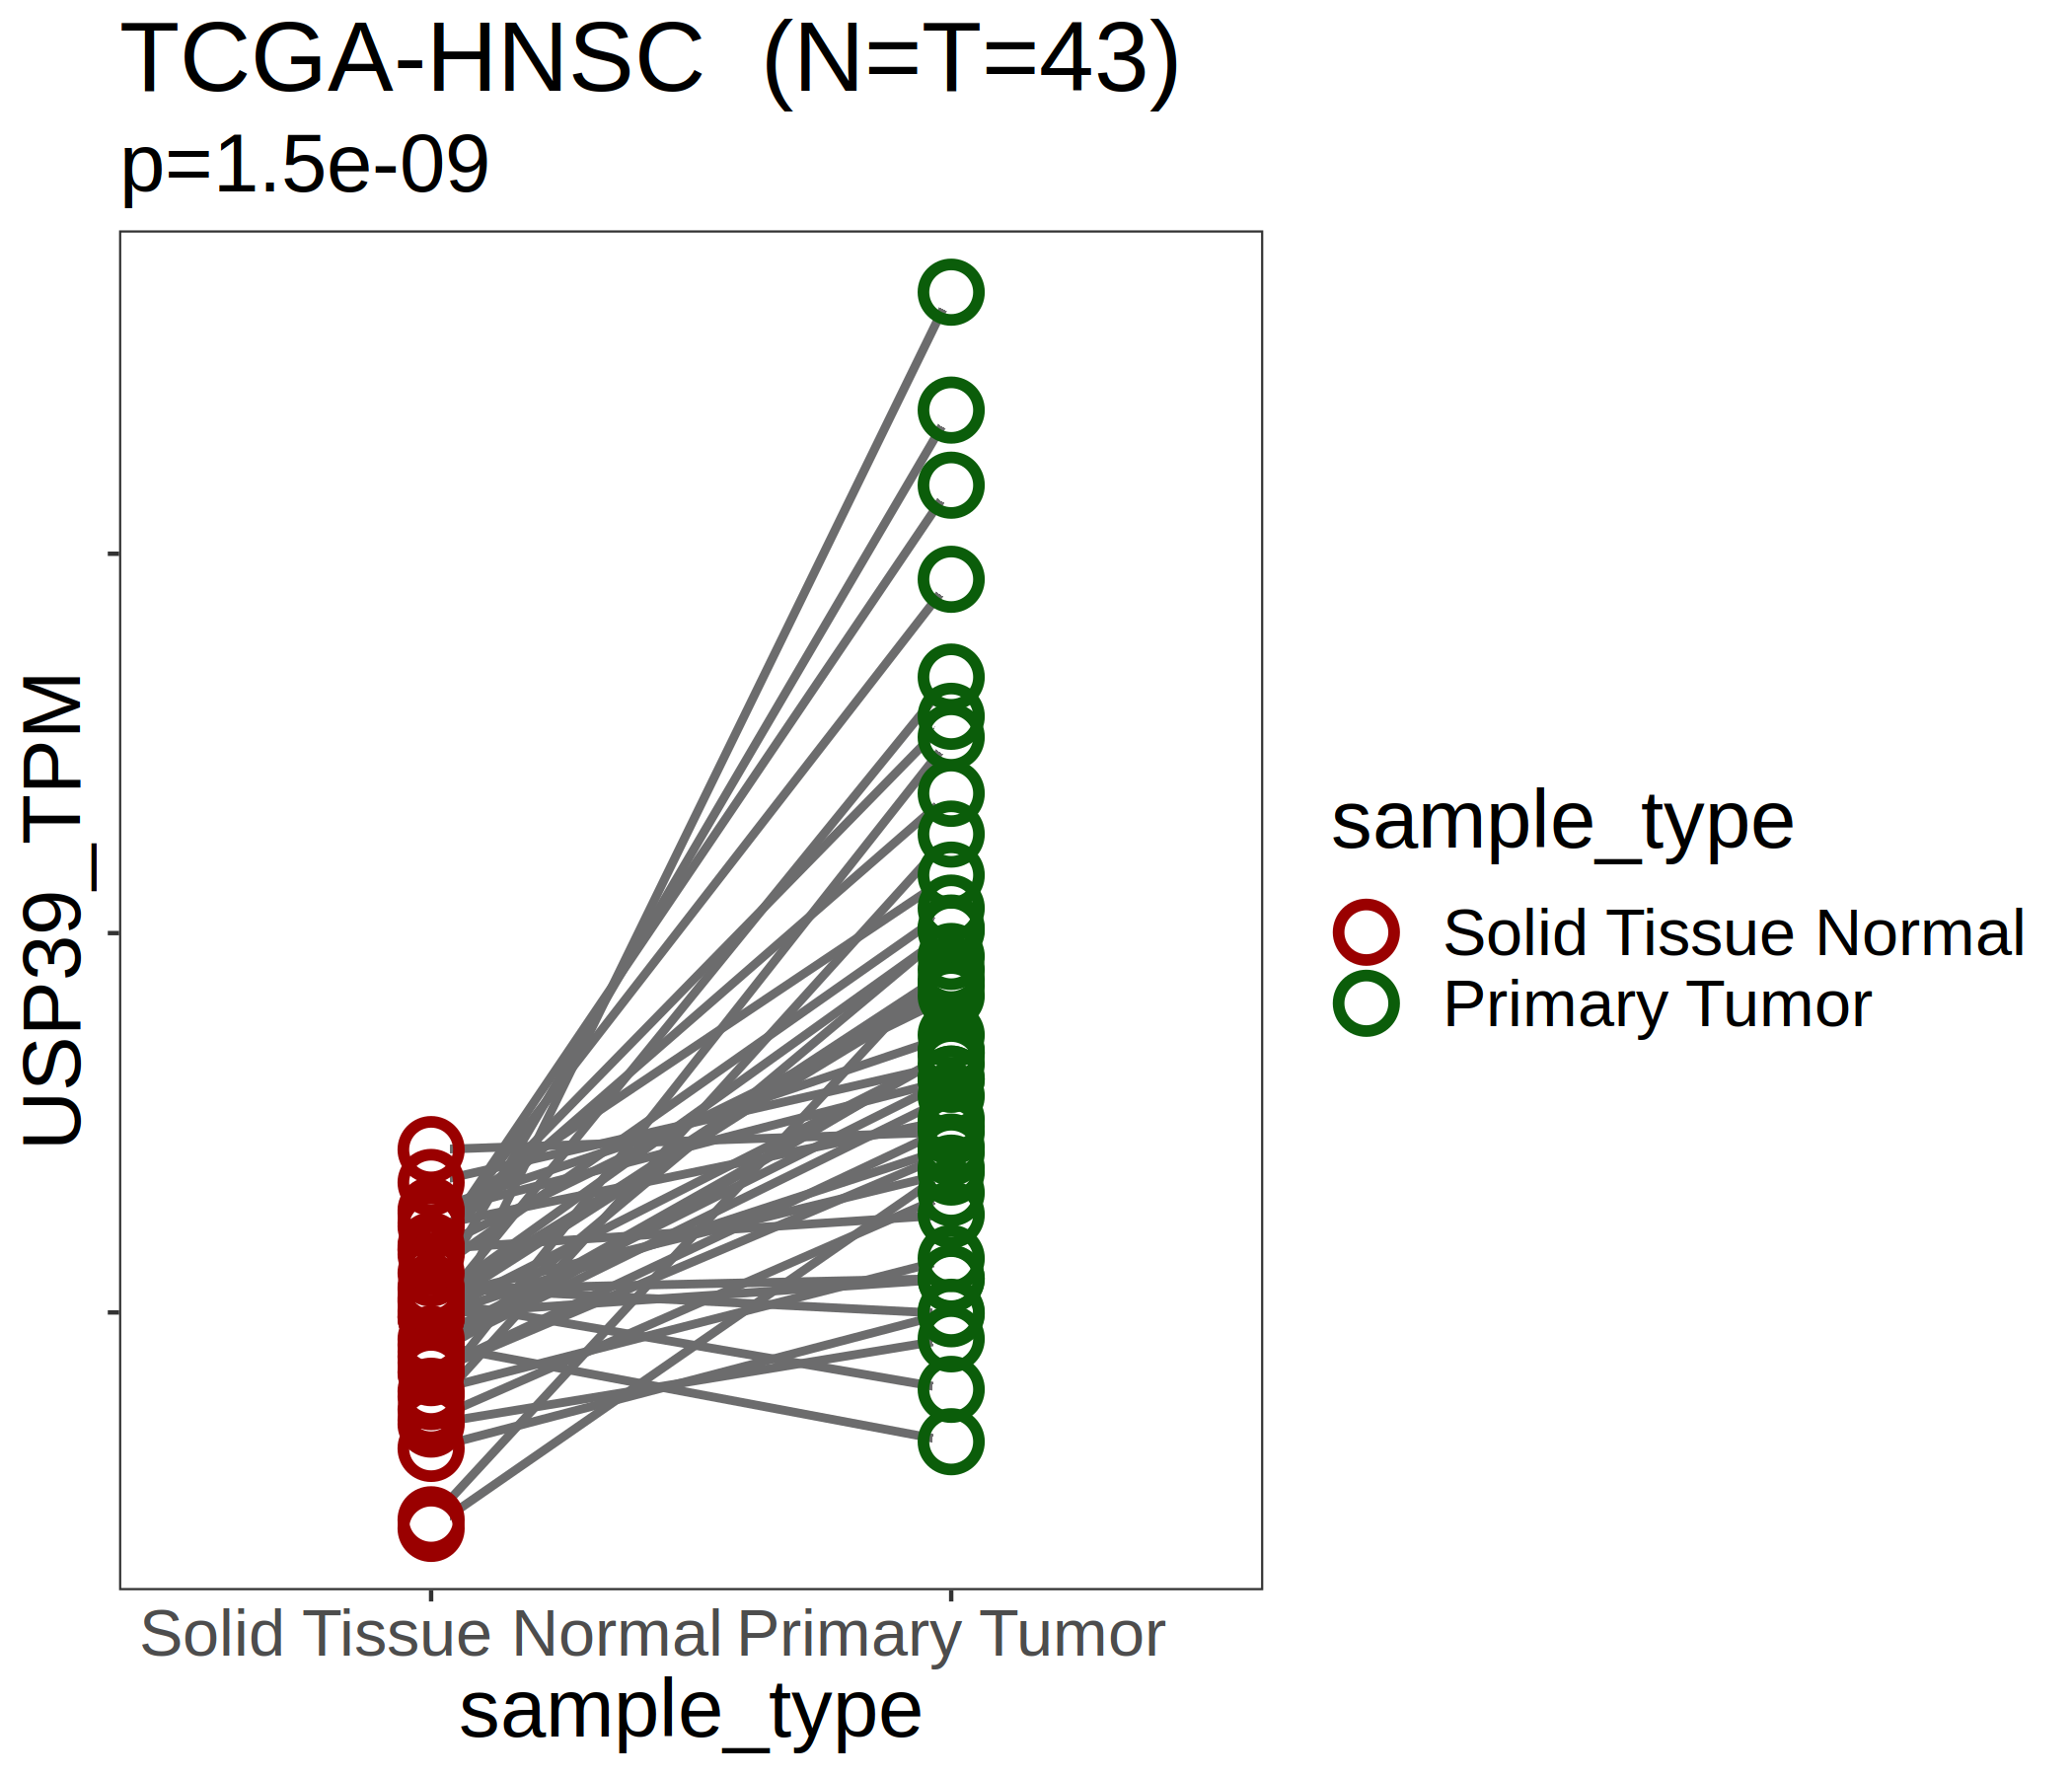 TCGA-HNSC  (N=T=43)
p=1.5e-09
USP39_TPM
sample_type
Solid Tissue Normal
Primary Tumor
Solid Tissue Normal Primary Tumor
sample_type